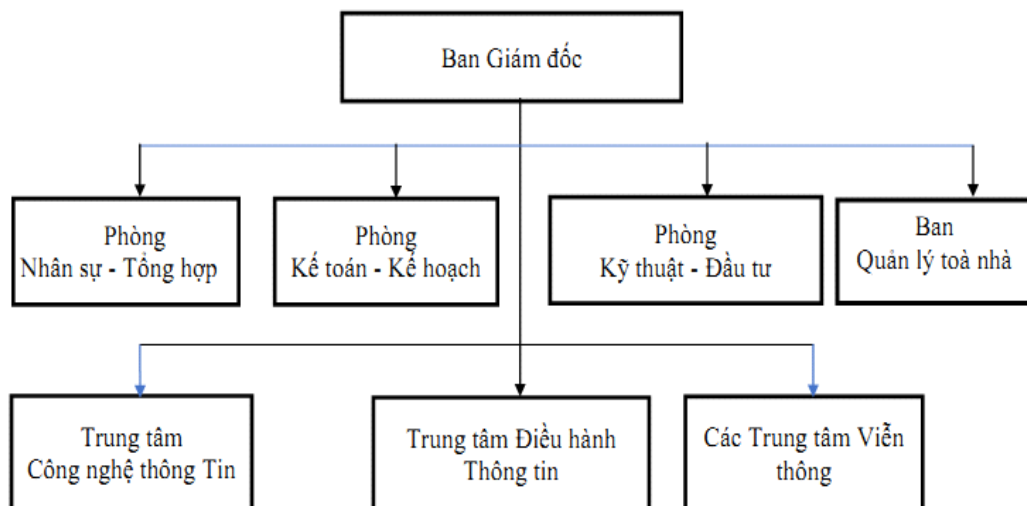 Ban Giám đốc
Phòng
Nhân sự - Tổng hợp
Phòng
Kế toán - Kế hoạch
Phòng
Kỹ thuật - Đầu tư
Ban
Quản lý toà nhà
Trung tâm
Công nghệ thông Tin
Trung tâm Điều hành
Thông tin
Các Trung tâm Viễn
thông